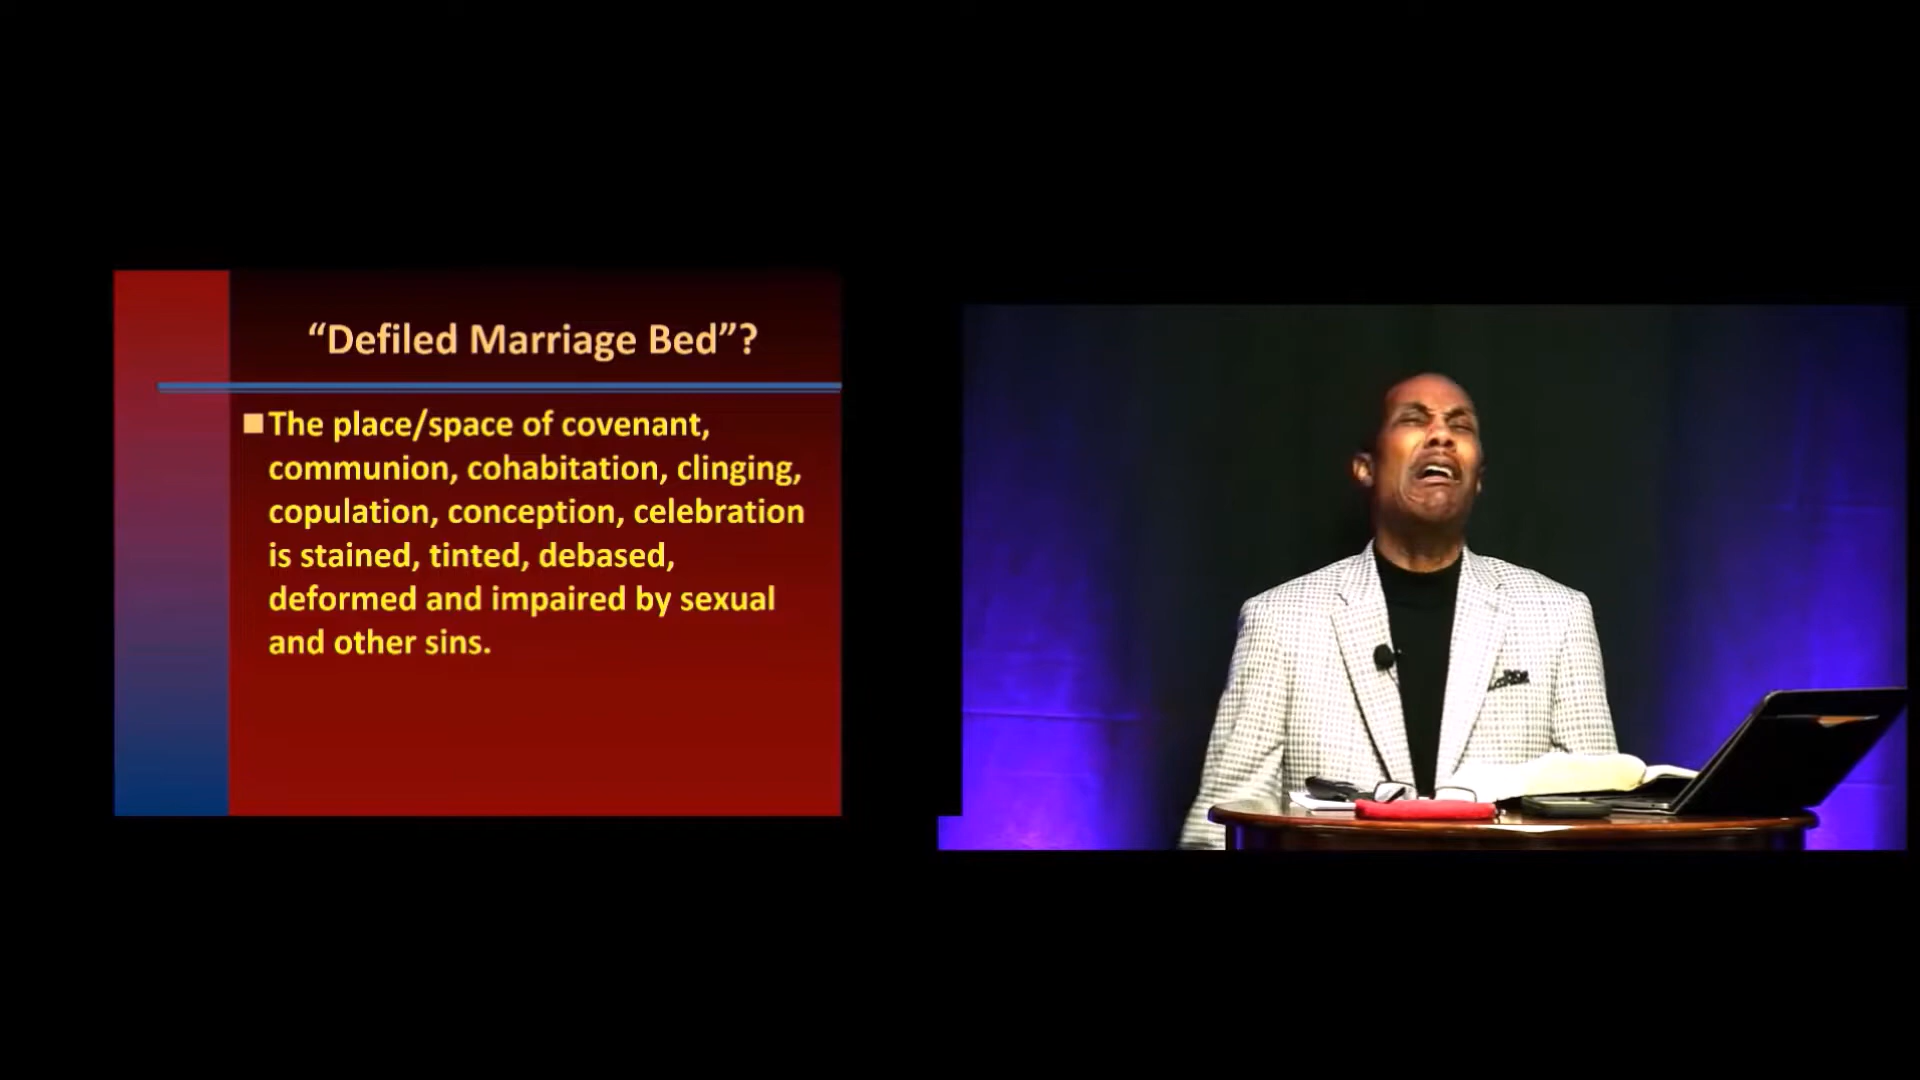 “Defiled Marriage Bed”?
The place/space of covenant,
communion, cohabitation, clinging,
copulation, conception, celebration
is stained, tinted, debased,
deformed and impaired by sexual
and other sins.